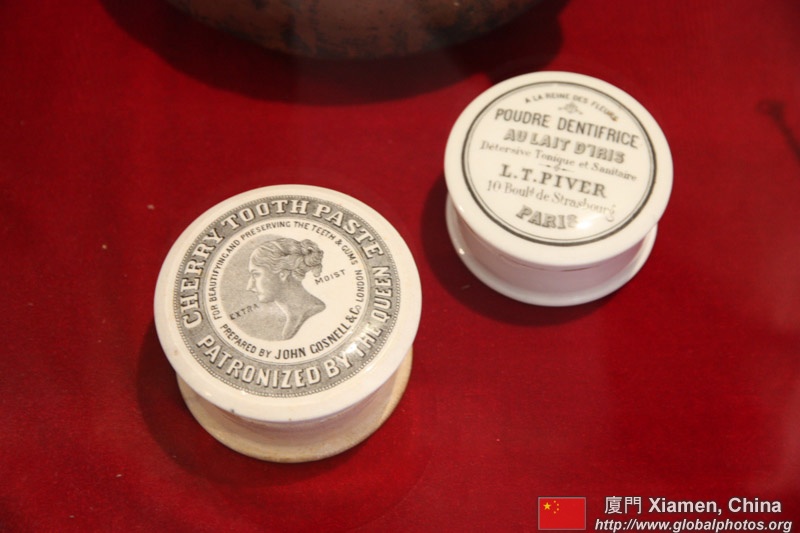 CHERRY TOOTH PASTE
FOR BEAUTIFYING AND PRESERVING THE TEETH & GUMS
EXTRA MOIST
PREPARED BY JOHN GOSNELL & Co LONDON
PATRONIZED BY THE QUEEN
A LA REINE DES FLEURS
POUDRE DENTIFRICE
AU LAIT D'IRIS
Détersive Tonique et Sanitaire
L.T. PIVER
10 Boulᵈ de Strasbourg
PARIS
廈門 Xiamen, China
http://www.globalphotos.org